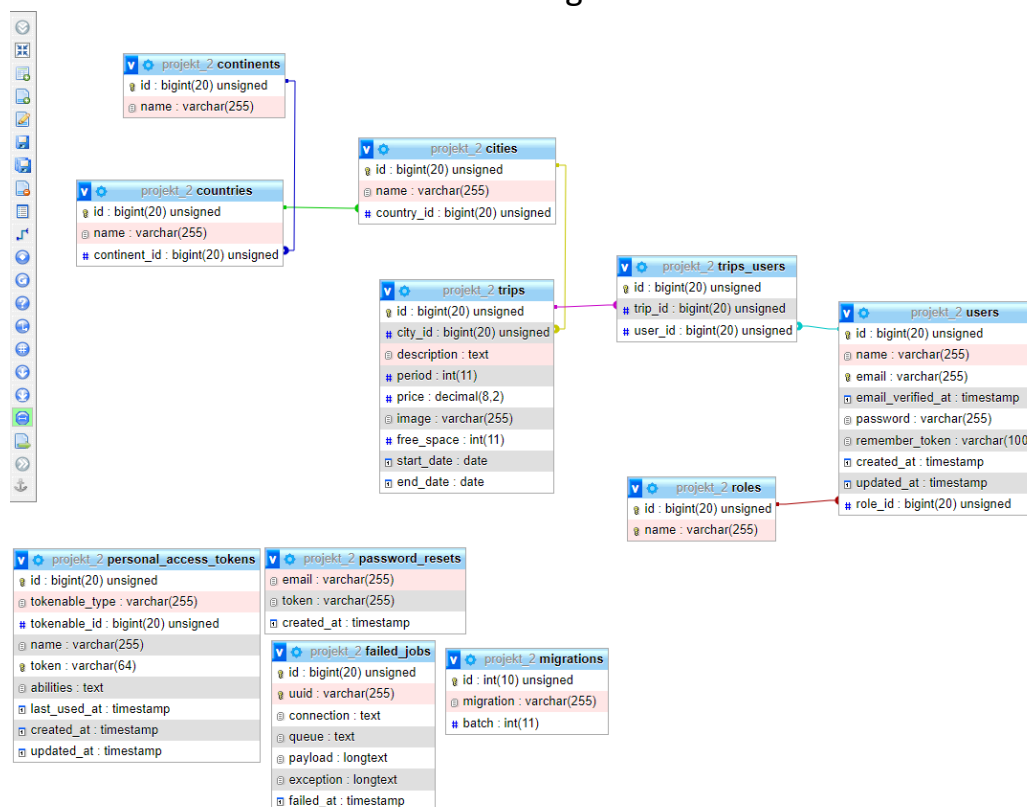 projekt_2 continents
id : bigint(20) unsigned
name : varchar(255)
projekt_2 countries
id : bigint(20) unsigned
name : varchar(255)
# continent_id : bigint(20) unsigned
projekt_2 cities
id : bigint(20) unsigned
name : varchar(255)
# country_id : bigint(20) unsigned
projekt_2 trips
id : bigint(20) unsigned
# city_id : bigint(20) unsigned
description : text
# period : int(11)
# price : decimal(8,2)
image : varchar(255)
# free_space : int(11)
start_date : date
end_date : date
projekt_2 trips_users
id : bigint(20) unsigned
# trip_id : bigint(20) unsigned
# user_id : bigint(20) unsigned
projekt_2 users
id : bigint(20) unsigned
name : varchar(255)
email : varchar(255)
email_verified_at : timestamp
password : varchar(255)
remember_token : varchar(100
created_at : timestamp
updated_at : timestamp
# role_id : bigint(20) unsigned
projekt_2 roles
id : bigint(20) unsigned
name : varchar(255)
projekt_2 personal_access_tokens
id : bigint(20) unsigned
tokenable_type : varchar(255)
# tokenable_id : bigint(20) unsigned
name : varchar(255)
token : varchar(64)
abilities : text
last_used_at : timestamp
created_at : timestamp
updated_at : timestamp
projekt_2 password_resets
email : varchar(255)
token : varchar(255)
created_at : timestamp
projekt_2 failed_jobs
id : bigint(20) unsigned
uuid : varchar(255)
connection : text
queue : text
payload : longtext
exception : longtext
failed_at : timestamp
projekt_2 migrations
id : int(10) unsigned
migration : varchar(255)
# batch : int(11)